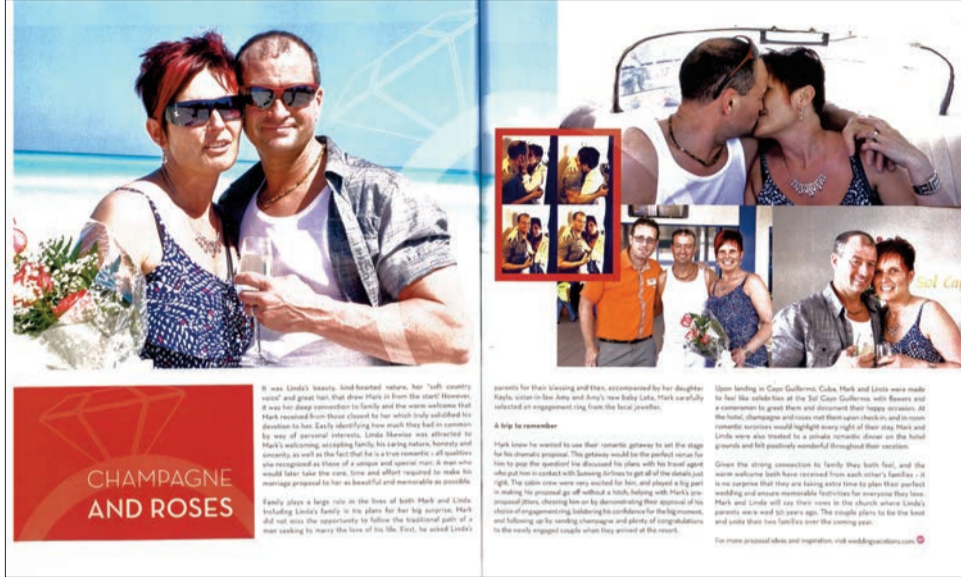 CHAMPAGNE
AND ROSES
It was Linda's beauty, kind-hearted nature, her "soft country
voice" and great hair, that drew Mark in from the start! However,
it was her deep connection to family and the warm welcome that
Mark received from those closest to her which truly solidified his
devotion to her. Easily identifying how much they had in common
by way of personal interests, Linda likewise was attracted to
Mark's welcoming, accepting family, his caring nature, honesty and
sincerity, as well as the fact that he is a true romantic - all qualities
she recognized as those of a unique and special man. A man who
would later take the care, time and effort required to make his
marriage proposal to her as beautiful and memorable as possible.
Family plays a large role in the lives of both Mark and Linda.
Including Linda's family in his plans for her big surprise, Mark
did not miss the opportunity to follow the traditional path of a
man seeking to marry the love of his life. First, he asked Linda's
parents for their blessing and then, accompanied by her daughter
Kayla, sister-in-law Amy and Amy's new baby Lota, Mark carefully
selected an engagement ring from the local jeweller.
A trip to remember
Mark knew he wanted to use their romantic getaway to set the stage
for his dramatic proposal. This getaway would be the perfect venue for
him to pop the question! He discussed his plans with his travel agent
who put him in contact with Sunwing Airlines to get all of the details just
right. The cabin crew were very excited for him, and played a big part
in making his proposal go off without a hitch, helping with Mark's pre-
proposal jitters, cheering him on by demonstrating their approval of his
choice of engagement ring, bolstering his confidence for the big moment,
and following up by sending champagne and plenty of congratulations
to the newly engaged couple when they arrived at the resort.
Sol Cay
Upon landing in Cayo Guillermo, Cuba, Mark and Linda were made
to feel like celebrities at the Sol Cayo Guillermo with flowers and
a cameraman to greet them and document their happy occasion. At
the hotel, champagne and roses met them upon check-in, and in-room
romantic surprises would highlight every night of their stay. Mark and
Linda were also treated to a private romantic dinner on the hotel
grounds and felt positively wonderful throughout their vacation.
Given the strong connection to family they both feel, and the
warm welcome both have received from each other's families - it
is no surprise that they are taking extra time to plan their perfect
wedding and ensure memorable festivities for everyone they love.
Mark and Linda will say their vows in the church where Linda's
parents were wed 50 years ago. The couple plans to tie the knot
and unite their two families over the coming year.
For more proposal ideas and inspiration, visit weddingvacations.com